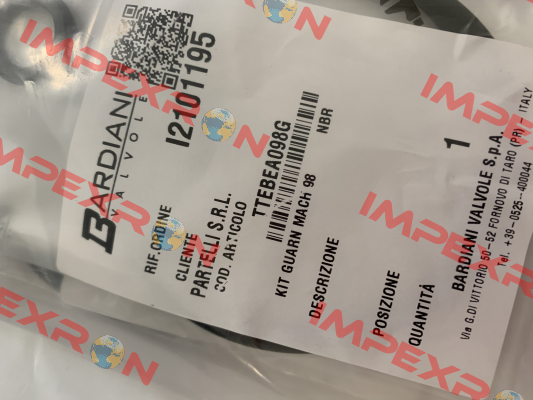 BARDIANI
VALVOLE
I2101195
RIF.ORDINE
CLIENTE
PARTELLI S.R.L.
COD. ARTICOLO
TTEBEA098G
KIT GUARN MACH 98
NBR
DESCRIZIONE
POSIZIONE
QUANTITÀ
1
BARDIANI VALVOLE S.p.A.
Via G.DI VITTORIO 50-52 FORNOVO DI TARO (PR) - ITALY
Tel. +39-0525-400044
IMPEXRON
IMPEXRON
IMPEXRON
IMPEXRON
IMPEXRON
IMPEXRON